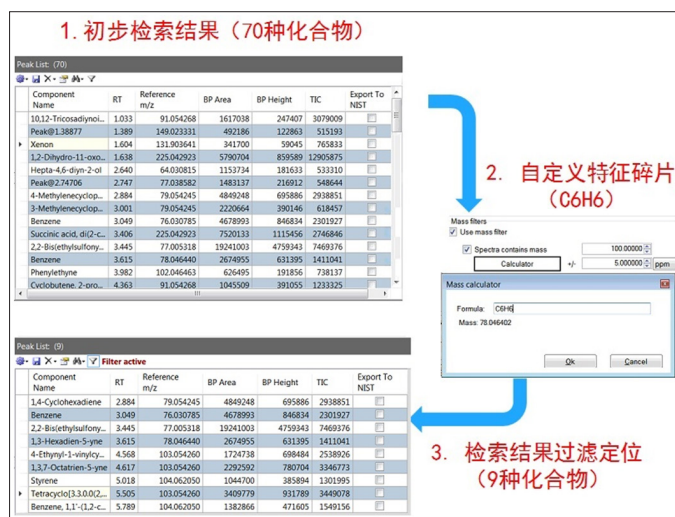 1. 初步检索结果（70种化合物）
Peak List: (70)
Component Name RT Reference m/z BP Area BP Height TIC Export To NIST
10,12-Tricosadiynoi... 1.033 91.054268 1617038 247407 3079009
Peak@1.38877 1.389 149.023331 492186 122863 515193
Xenon 1.604 131.903641 341700 59045 765833
1,2-Dihydro-11-oxo... 1.638 225.042923 5790704 859589 12905875
Hepta-4,6-diyn-2-ol 2.640 64.030815 1153734 181633 533310
Peak@2.74706 2.747 77.038582 1483137 216912 548644
4-Methylenecyclop... 2.884 79.054245 4849248 695886 2938851
3-Methylenecyclop... 3.001 79.054245 2220664 390146 618457
Benzene 3.049 76.030785 4678993 846834 2301927
Succinic acid, di(2-c... 3.406 225.042923 7520133 1115456 2746846
2,2-Bis(ethylsulfony... 3.445 77.005318 19241003 4759343 7469376
Benzene 3.615 78.046440 2674955 631395 1411041
Phenylethyne 3.982 102.046463 626495 191856 738137
Cyclobutene, 2-pro... 4.363 91.054268 1045509 391055 1233325
2. 自定义特征碎片
（C6H6）
Mass filters
Use mass filter
Spectra contains mass 100.00000
Calculator +/- 5.000000 ppm
Mass calculator
Formula: C6H6
Mass: 78.046402
Ok Cancel
Peak List: (9)
Filter active
Component Name RT Reference m/z BP Area BP Height TIC Export To NIST
1,4-Cyclohexadiene 2.884 79.054245 4849248 695886 2938851
Benzene 3.049 76.030785 4678993 846834 2301927
2,2-Bis(ethylsulfony... 3.445 77.005318 19241003 4759343 7469376
1,3-Hexadien-5-yne 3.615 78.046440 2674955 631395 1411041
4-Ethynyl-1-vinylcy... 4.568 103.054260 1724738 698484 2538926
1,3,7-Octatrien-5-yne 4.617 103.054260 2292592 780704 3346773
Styrene 5.018 104.062050 1044700 385894 1301995
Tetracyclo[3.3.0.0(2,... 5.505 103.054260 3409779 931789 3449078
Benzene, 1,1'-(1,2-c... 5.789 104.062050 1382866 471605 1549156
3. 检索结果过滤定位
（9种化合物）